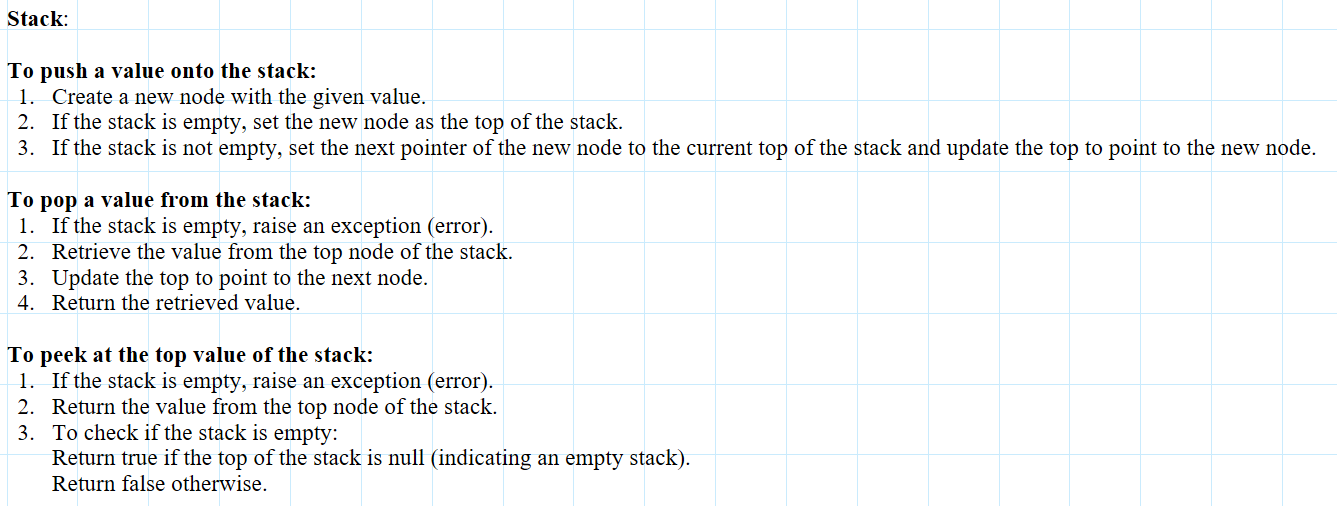 Stack:
To push a value onto the stack:
1. Create a new node with the given value.
2. If the stack is empty, set the new node as the top of the stack.
3. If the stack is not empty, set the next pointer of the new node to the current top of the stack and update the top to point to the new node.
To pop a value from the stack:
1. If the stack is empty, raise an exception (error).
2. Retrieve the value from the top node of the stack.
3. Update the top to point to the next node.
4. Return the retrieved value.
To peek at the top value of the stack:
1. If the stack is empty, raise an exception (error).
2. Return the value from the top node of the stack.
3. To check if the stack is empty:
Return true if the top of the stack is null (indicating an empty stack).
Return false otherwise.